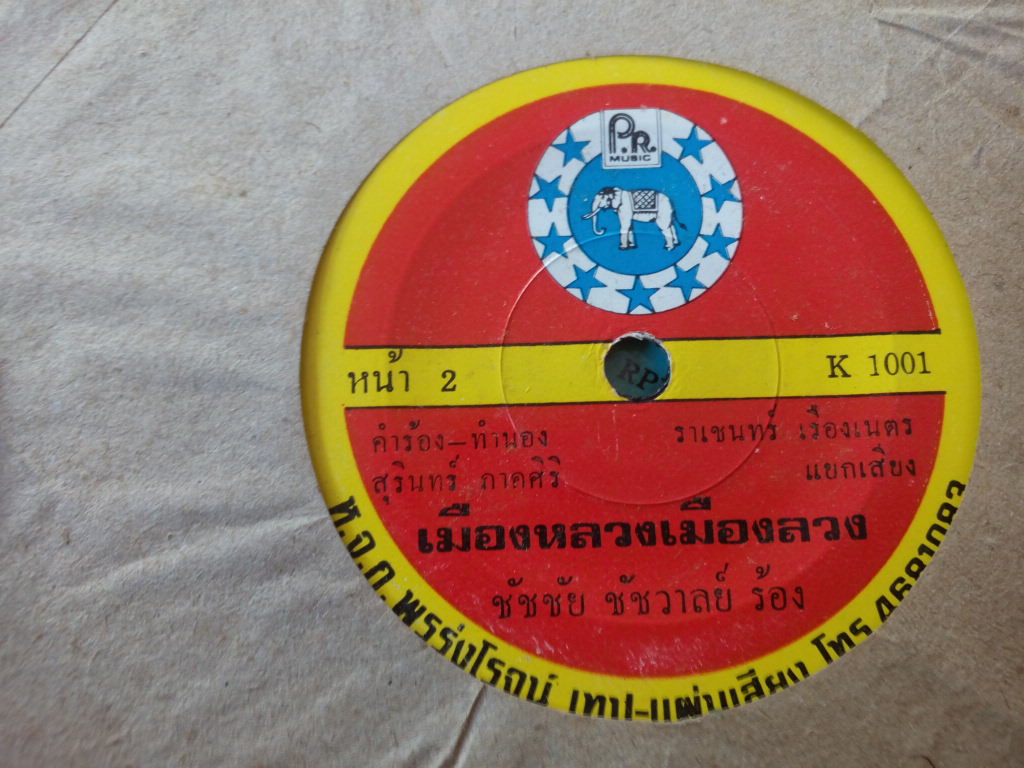 P.R.
MUSIC
หน้า 2
K 1001
RP
คำร้อง–ทำนอง
สุรินทร์ ภาคศิริ
ราเชนทร์ เรืองเนตร
แยกเสียง
เมืองหลวงเมืองลวง
ชัชชัย ชัชวาลย์ ร้อง
ห.จ.ก. พรรุ่งโรจน์ เทป-แผ่นเสียง โทร 4681093